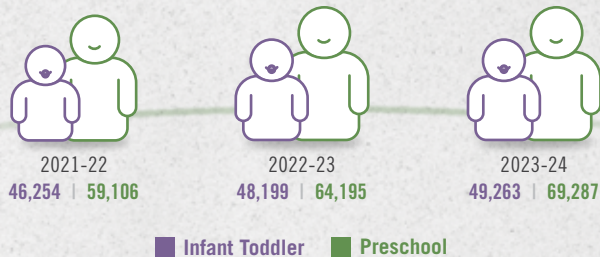 2021-22 2022-23 2023-24
46,254 | 59,106 48,199 | 64,195 49,263 | 69,287
Infant Toddler Preschool